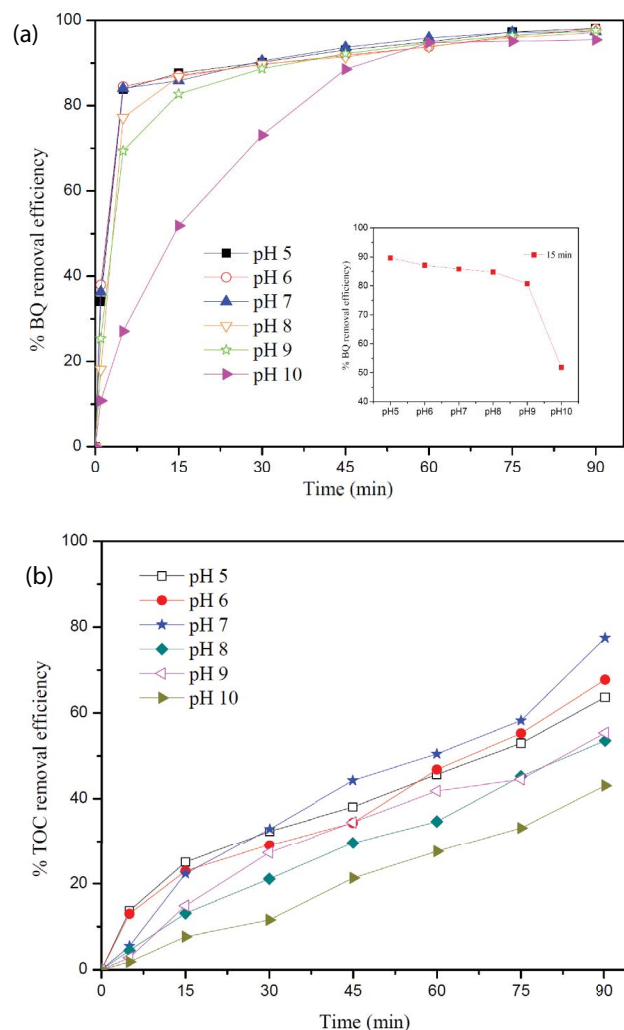 (a)
100
80
60
40
20
0
% BQ removal efficiency
pH 5
pH 6
pH 7
pH 8
pH 9
pH 10
100
90
80
70
60
50
40
% BQ removal efficiency)
15 min
pH5 pH6 pH7 pH8 pH9 pH10
0 15 30 45 60 75 90
Time (min)
(b)
100
80
60
40
20
0
% TOC removal efficiency
pH 5
pH 6
pH 7
pH 8
pH 9
pH 10
0 15 30 45 60 75 90
Time (min)